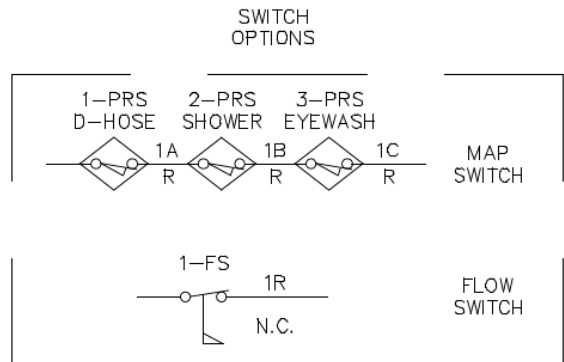 SWITCH
OPTIONS
1-PRS 2-PRS 3-PRS
D-HOSE SHOWER EYEWASH
1A 1B 1C
R R R
MAP
SWITCH
1-FS
1R
N.C.
FLOW
SWITCH